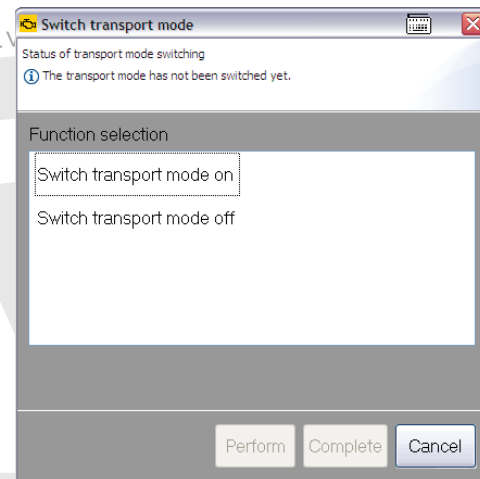 Switch transport mode
Status of transport mode switching
The transport mode has not been switched yet.
Function selection
Switch transport mode on
Switch transport mode off
Perform Complete Cancel